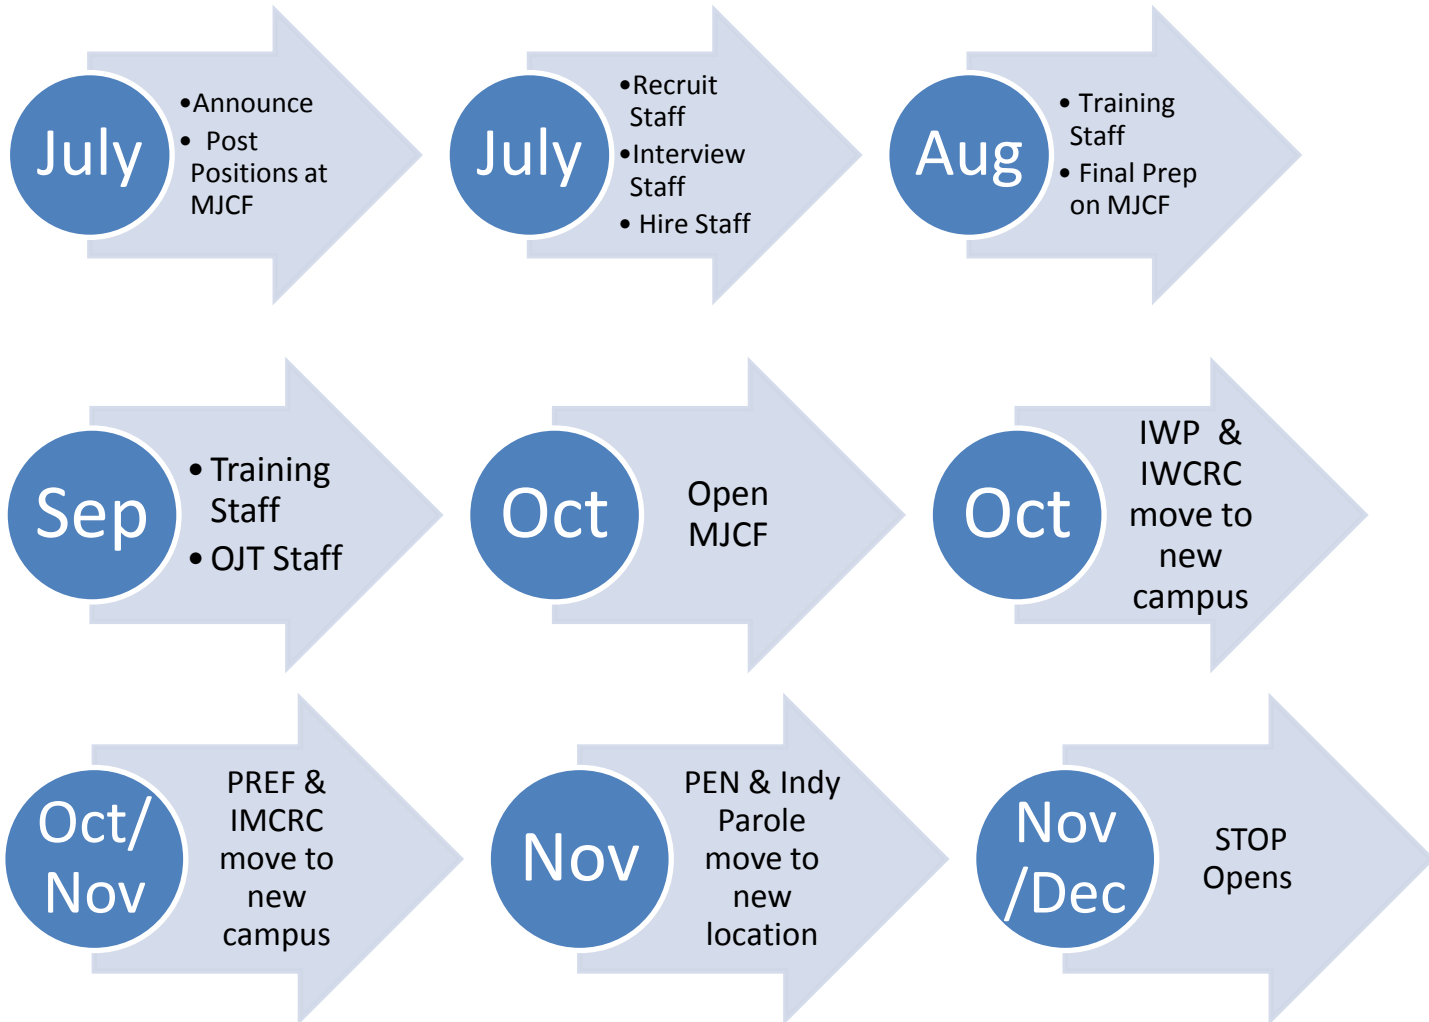 July
•Announce
• Post
Positions at
MJCF
July
•Recruit
Staff
•Interview
Staff
• Hire Staff
Aug
• Training
Staff
• Final Prep
on MJCF
Sep
• Training
Staff
• OJT Staff
Oct
Open
MJCF
Oct
IWP &
IWCRC
move to
new
campus
Oct/
Nov
PREF &
IMCRC
move to
new
campus
Nov
PEN & Indy
Parole
move to
new
location
Nov
/Dec
STOP
Opens